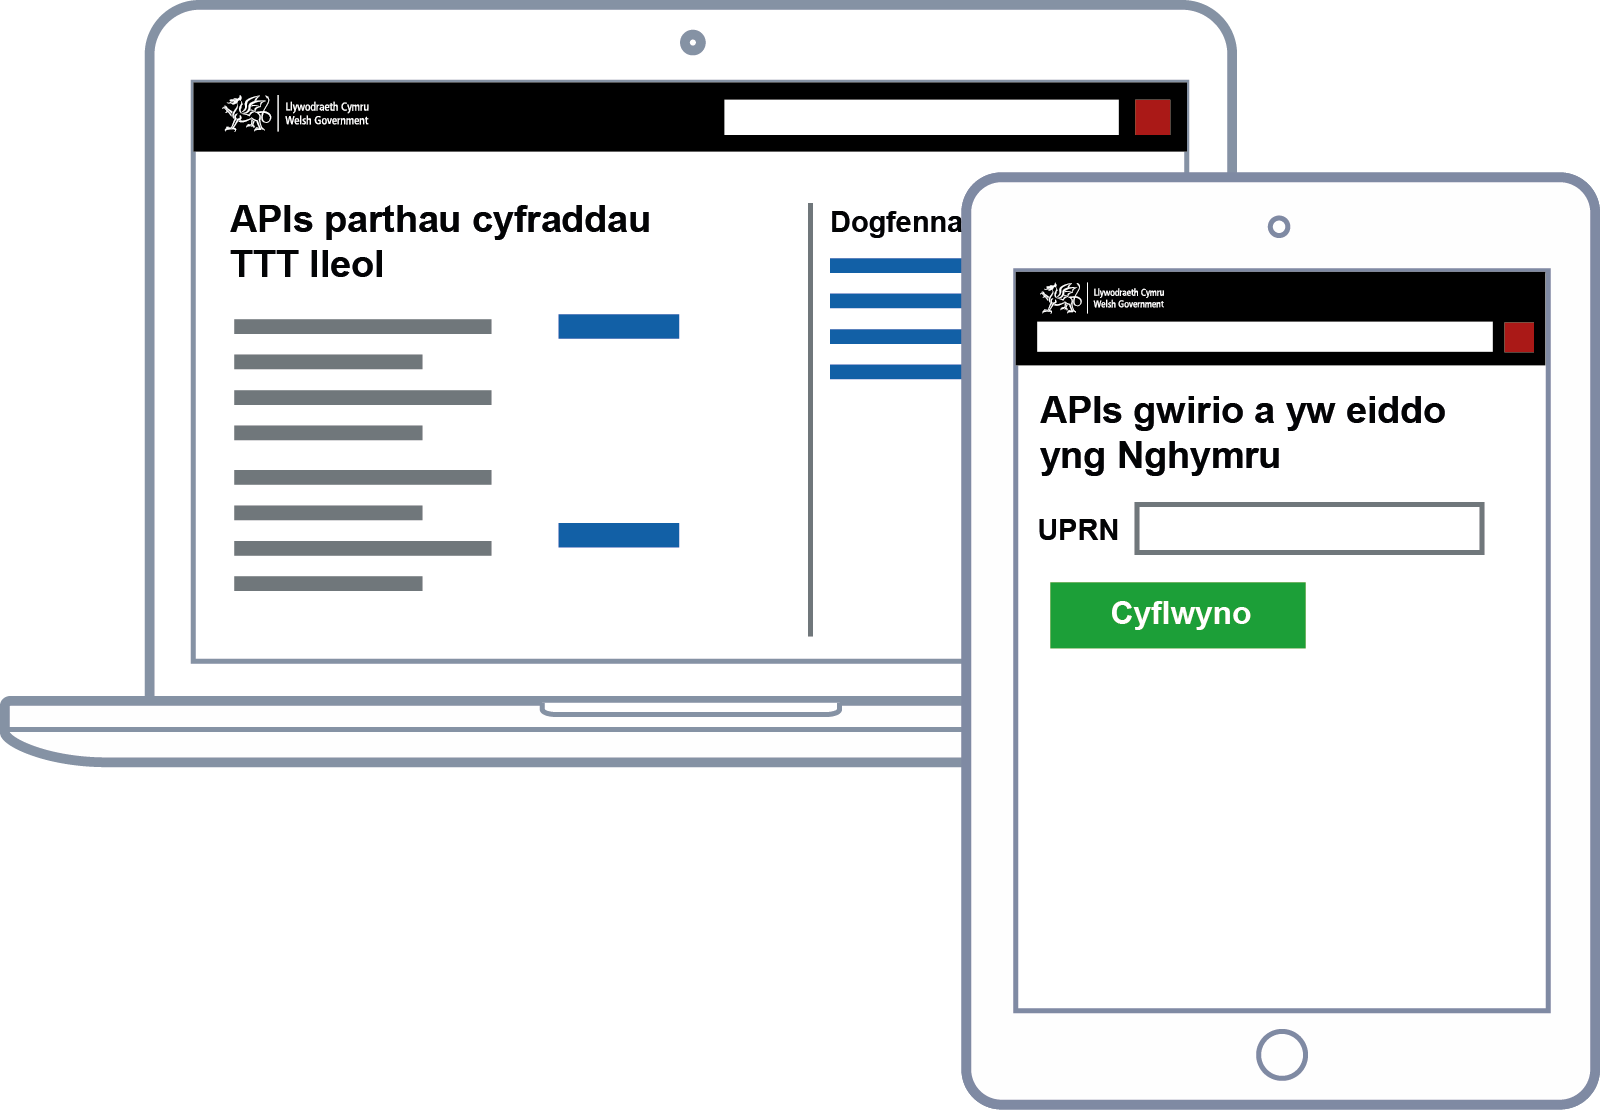 Llywodraeth Cymru
Welsh Government
APIs parthau cyfraddau
TTT lleol
Dogfenna
Llywodraeth Cymru
Welsh Government
APIs gwirio a yw eiddo
yng Nghymru
UPRN
Cyflwyno